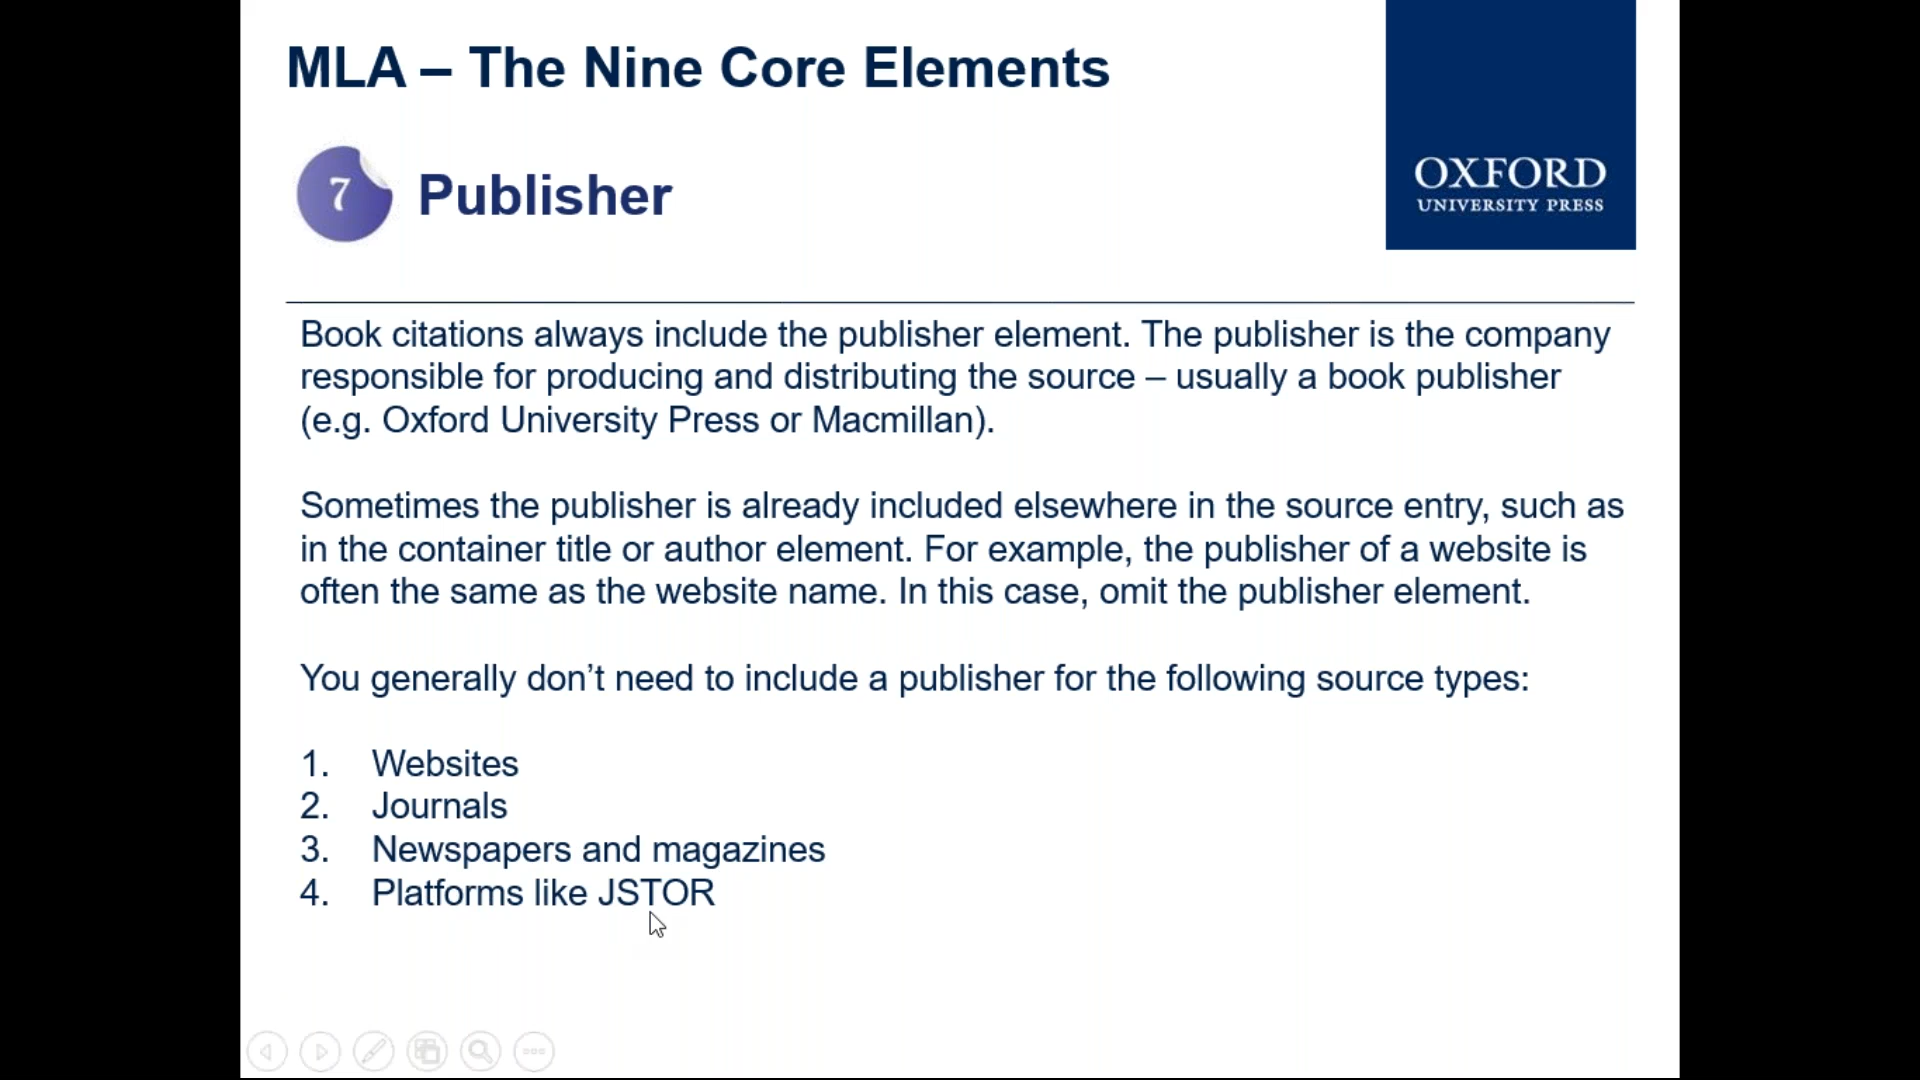 MLA – The Nine Core Elements
OXFORD
UNIVERSITY PRESS
7 Publisher
Book citations always include the publisher element. The publisher is the company
responsible for producing and distributing the source – usually a book publisher
(e.g. Oxford University Press or Macmillan).
Sometimes the publisher is already included elsewhere in the source entry, such as
in the container title or author element. For example, the publisher of a website is
often the same as the website name. In this case, omit the publisher element.
You generally don’t need to include a publisher for the following source types:
1. Websites
2. Journals
3. Newspapers and magazines
4. Platforms like JSTOR